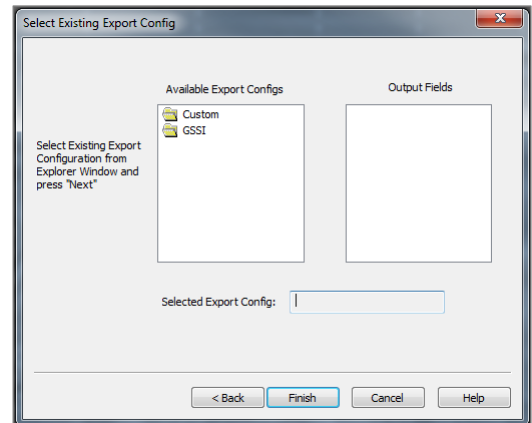 Select Existing Export Config
Available Export Configs
Output Fields
Custom
GSSI
Select Existing Export
Configuration from
Explorer Window and
press "Next"
Selected Export Config:
< Back
Finish
Cancel
Help